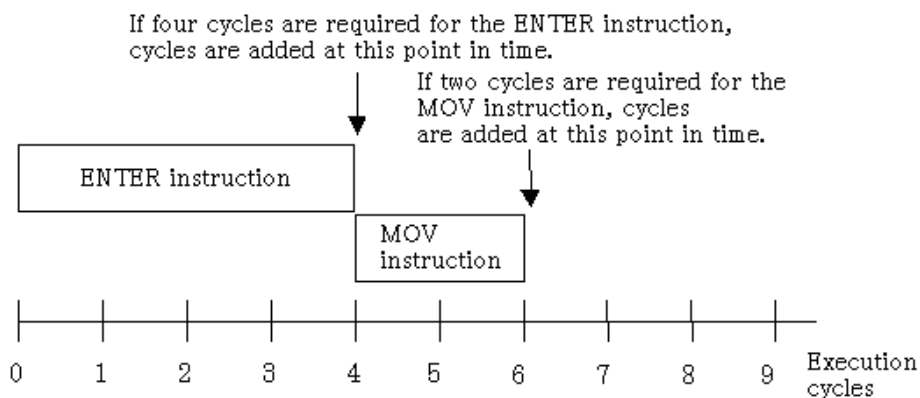 If four cycles are required for the ENTER instruction,
cycles are added at this point in time.
If two cycles are required for the
MOV instruction, cycles
are added at this point in time.
ENTER instruction
MOV
instruction
0 1 2 3 4 5 6 7 8 9
Execution
cycles